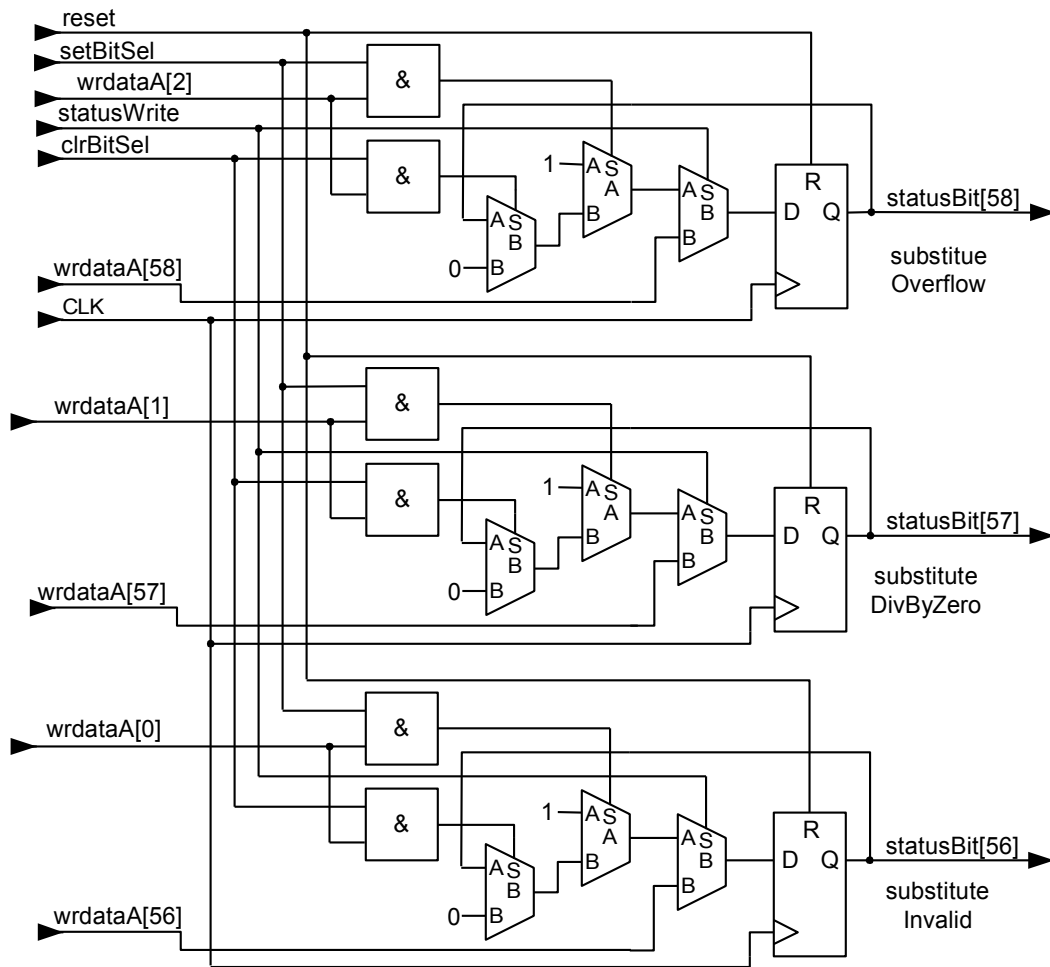 reset
setBitSel
wrdataA[2]
statusWrite
clrBitSel
&
&
1
A
S
A
B
A
S
B
B
R
D
Q
statusBit[58]
A
S
B
B
0
substitue
Overflow
wrdataA[58]
CLK
wrdataA[1]
&
&
1
A
S
A
B
A
S
B
B
R
D
Q
statusBit[57]
A
S
B
B
0
substitute
DivByZero
wrdataA[57]
wrdataA[0]
&
&
1
A
S
A
B
A
S
B
B
R
D
Q
statusBit[56]
A
S
B
B
0
substitute
Invalid
wrdataA[56]